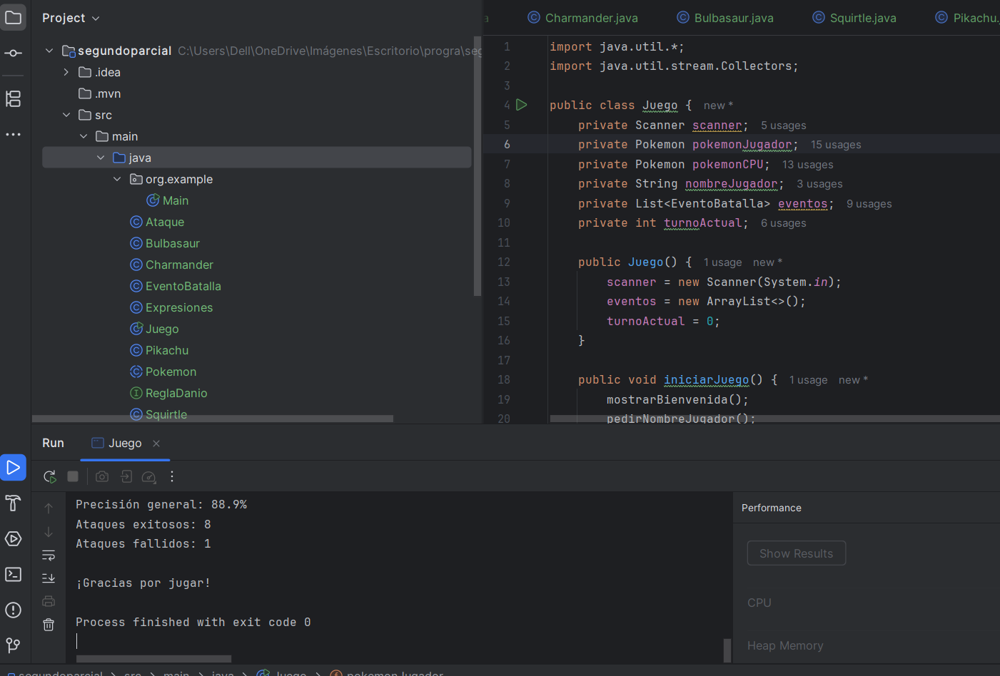 Project
segundoparcial C:\Users\Dell\OneDrive\Imágenes\Escritorio\progra\seg
.idea
.mvn
src
main
java
org.example
Main
Ataque
Bulbasaur
Charmander
EventoBatalla
Expresiones
Juego
Pikachu
Pokemon
ReglaDanio
Squirtle
Charmander.java Bulbasaur.java Squirtle.java Pikachu.
1 import java.util.*;
2 import java.util.stream.Collectors;
3
4 public class Juego { new *
5 private Scanner scanner; 5 usages
6 private Pokemon pokemonJugador; 15 usages
7 private Pokemon pokemonCPU; 13 usages
8 private String nombreJugador; 3 usages
9 private List<EventoBatalla> eventos; 9 usages
10 private int turnoActual; 6 usages
11
12 public Juego() { 1 usage new *
13 scanner = new Scanner(System.in);
14 eventos = new ArrayList<>();
15 turnoActual = 0;
16 }
17
18 public void iniciarJuego() { 1 usage new *
19 mostrarBienvenida();
20 pedirNombreJugador();
Run Juego
Precisión general: 88.9%
Ataques exitosos: 8
Ataques fallidos: 1
¡Gracias por jugar!
Process finished with exit code 0
Performance
Show Results
CPU
Heap Memory
segundoparcial > src > main > java > Juego > pokemonJugador